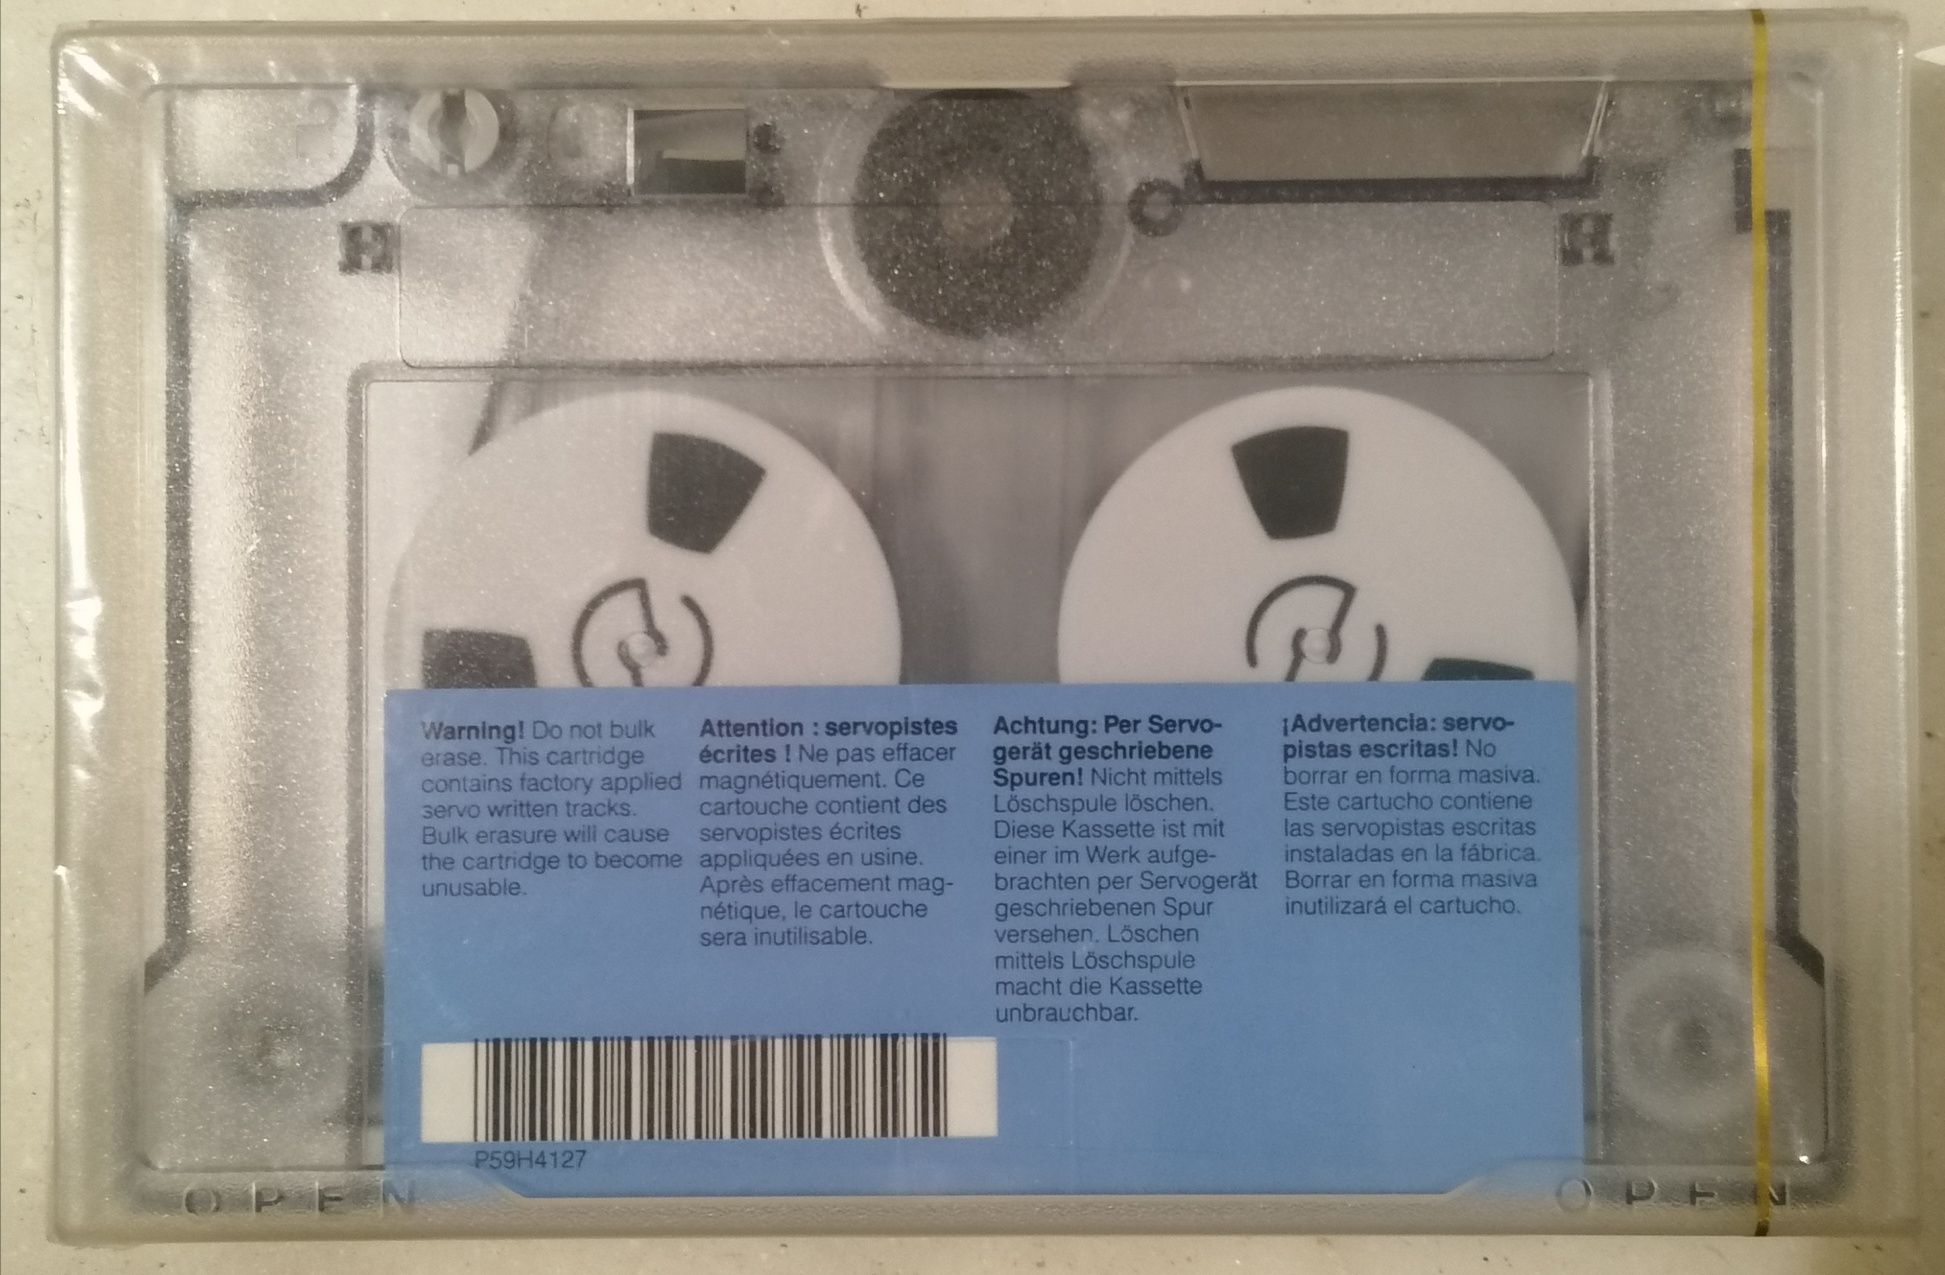 Warning! Do not bulk
erase. This cartridge
contains factory applied
servo written tracks.
Bulk erasure will cause
the cartridge to become
unusable.
Attention : servopistes
écrites ! Ne pas effacer
magnétiquement. Ce
cartouche contient des
servopistes écrites
appliquées en usine.
Après effacement mag-
nétique, le cartouche
sera inutilisable.
Achtung: Per Servo-
gerät geschriebene
Spuren! Nicht mittels
Löschspule löschen.
Diese Kassette ist mit
einer im Werk aufge-
brachten per Servogerät
geschriebenen Spur
versehen. Löschen
mittels Löschspule
macht die Kassette
unbrauchbar.
¡Advertencia: servo-
pistas escritas! No
borrar en forma masiva.
Este cartucho contiene
las servopistas escritas
instaladas en la fábrica.
Borrar en forma masiva
inutilizará el cartucho.
P59H4127
OPEN
OPEN